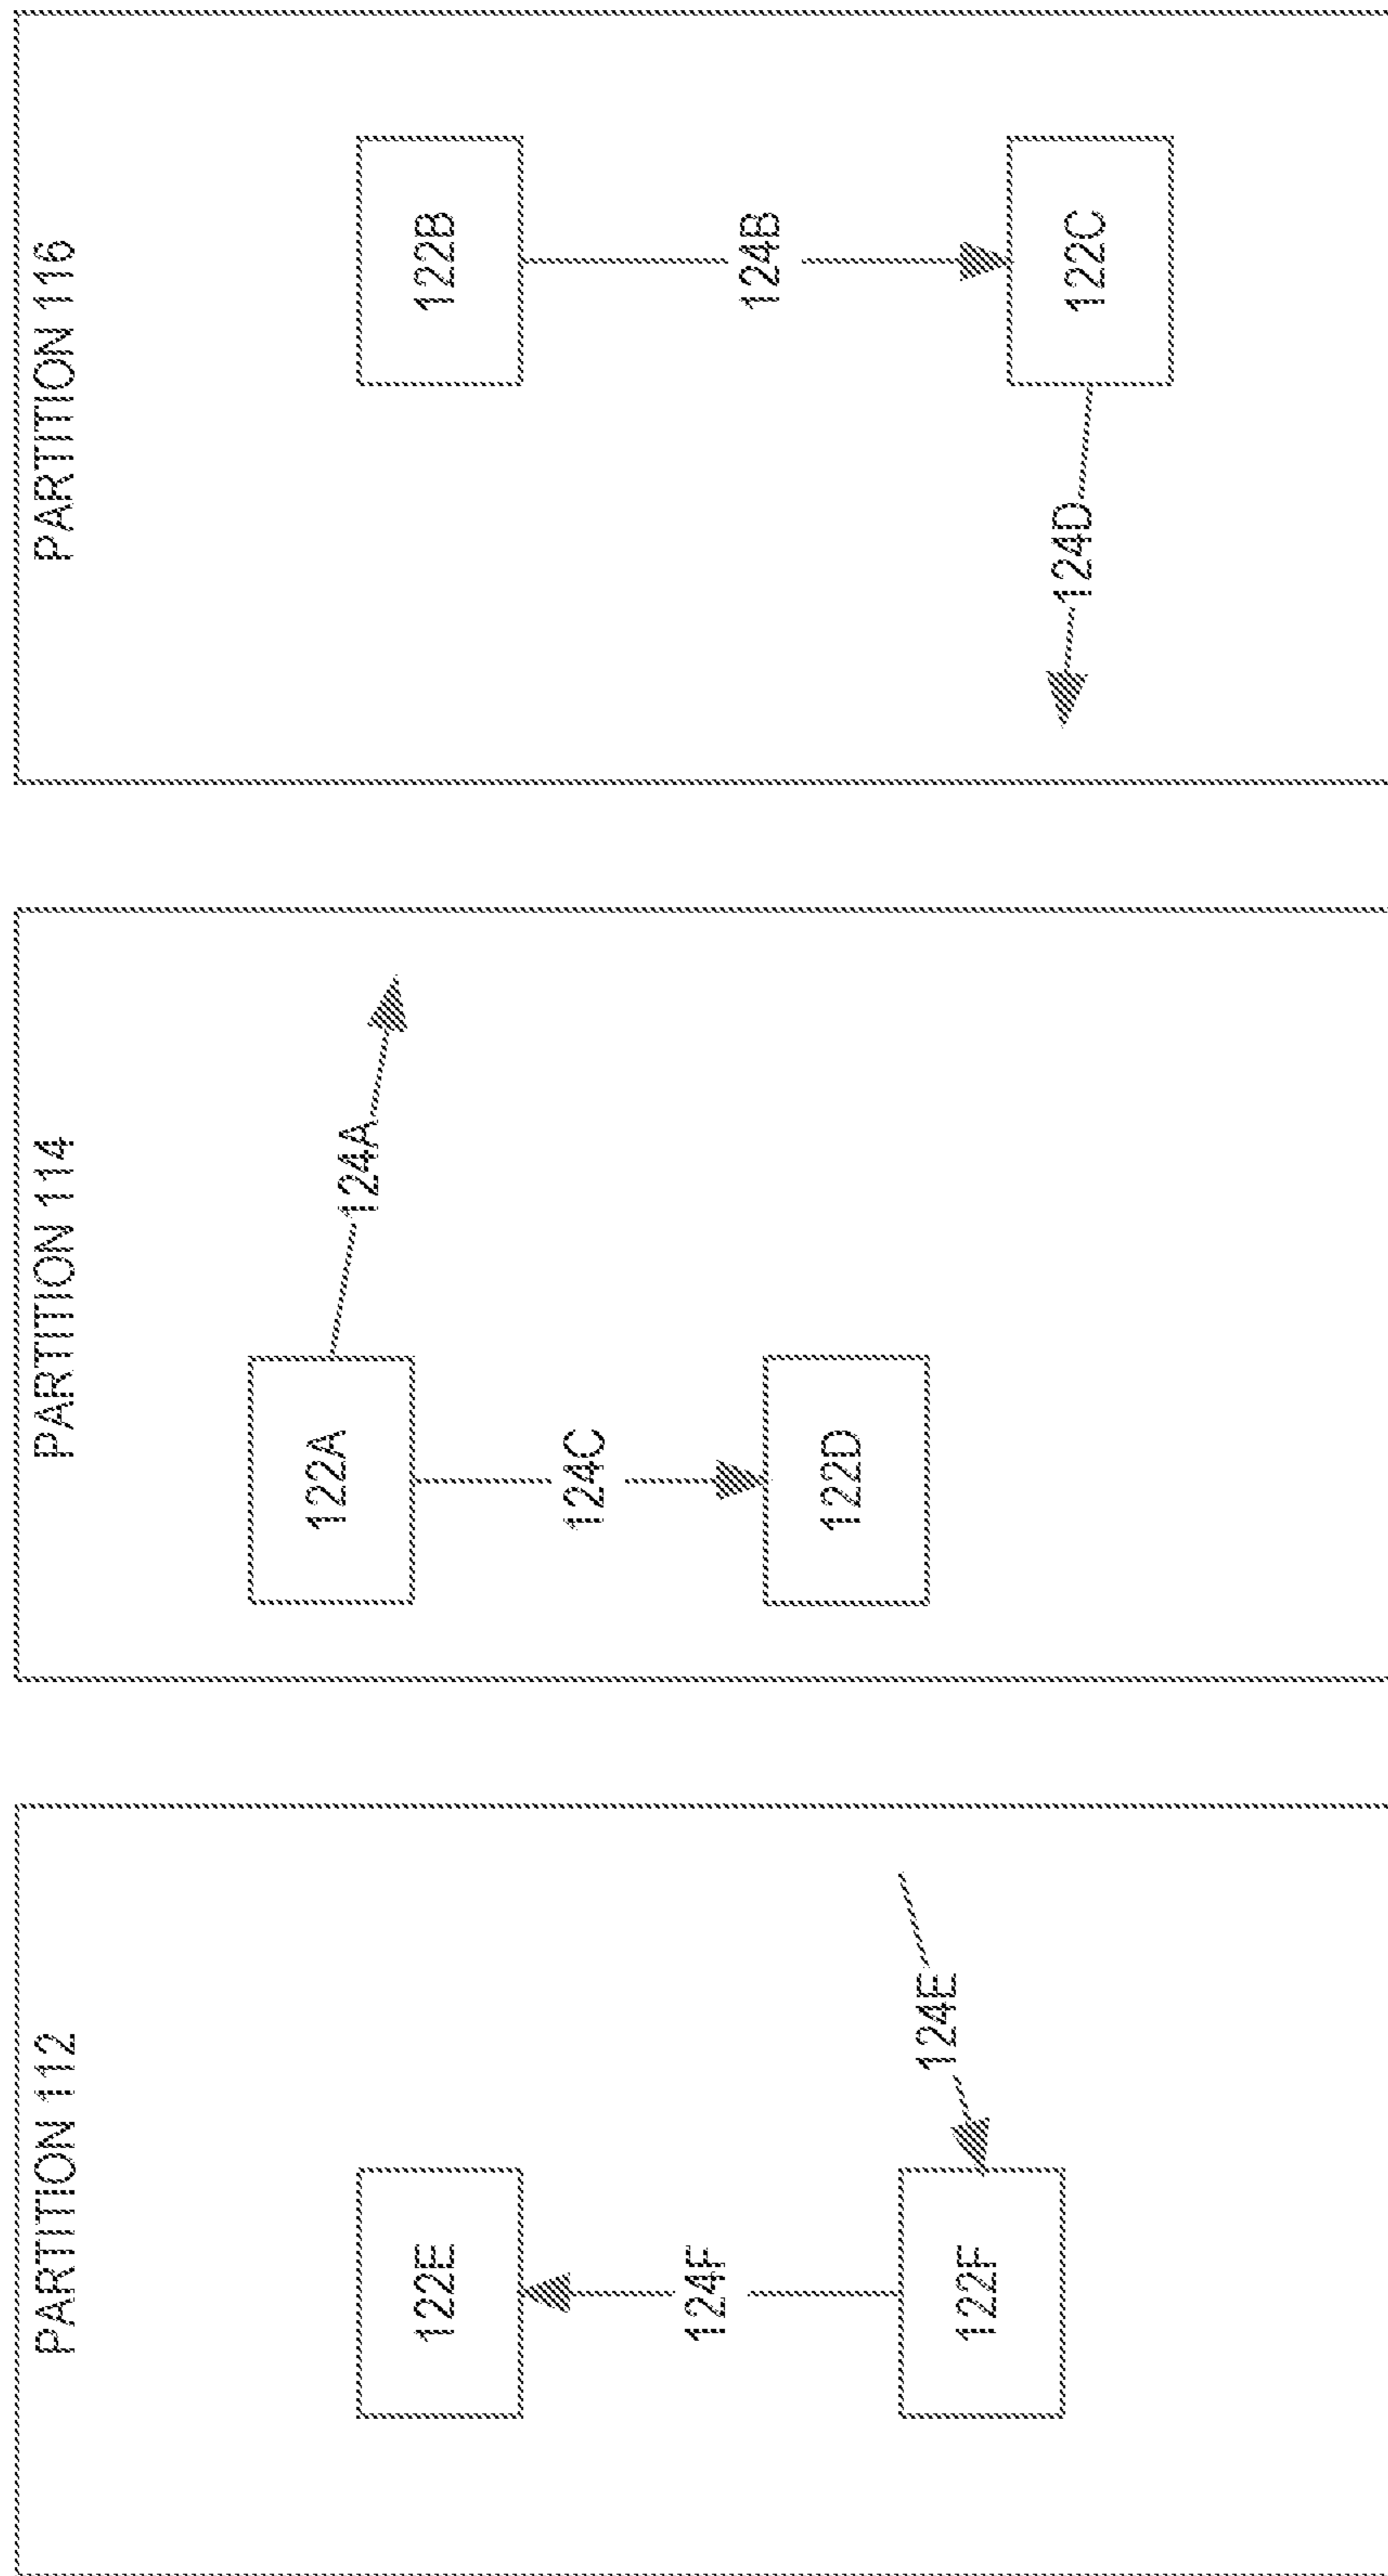 PARTITION 112
122E
124F
122F
124E
PARTITION 114
122A
124A
124C
122D
PARTITION 116
122B
124B
122C
124D